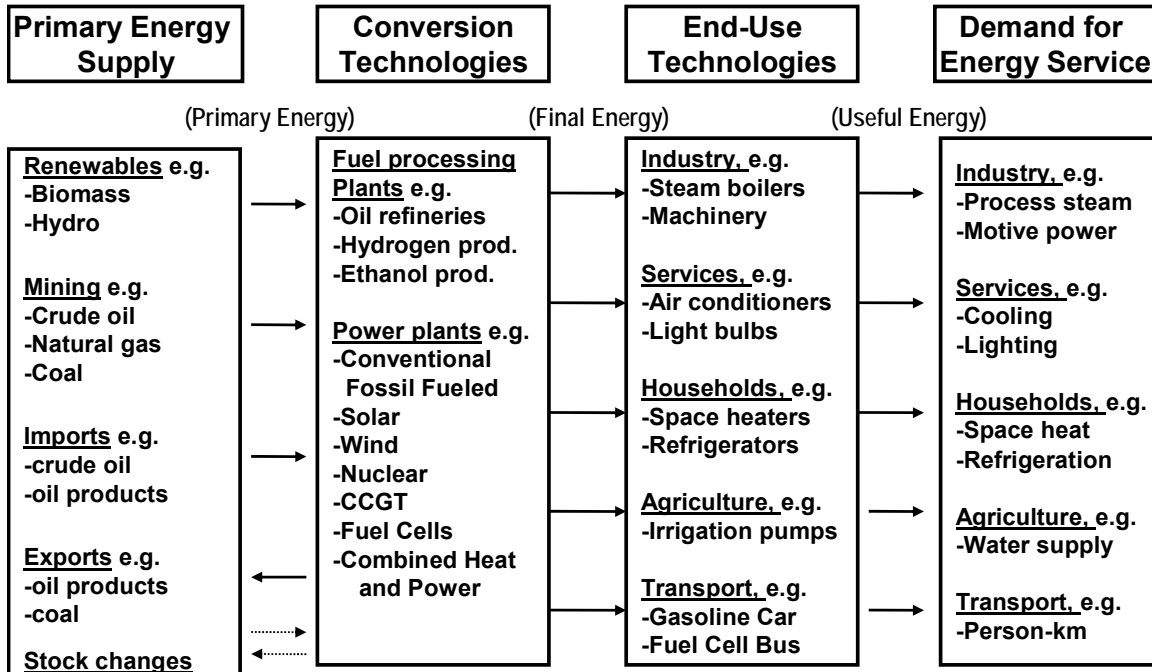 Primary Energy
Supply
Conversion
Technologies
End-Use
Technologies
Demand for
Energy Service
(Primary Energy)
(Final Energy)
(Useful Energy)
Renewables e.g.
-Biomass
-Hydro
Mining e.g.
-Crude oil
-Natural gas
-Coal
Imports e.g.
-crude oil
-oil products
Exports e.g.
-oil products
-coal
Stock changes
Fuel processing
Plants e.g.
-Oil refineries
-Hydrogen prod.
-Ethanol prod.
Power plants e.g.
-Conventional
Fossil Fueled
-Solar
-Wind
-Nuclear
-CCGT
-Fuel Cells
-Combined Heat
and Power
Industry, e.g.
-Steam boilers
-Machinery
Services, e.g.
-Air conditioners
-Light bulbs
Households, e.g.
-Space heaters
-Refrigerators
Agriculture, e.g.
-Irrigation pumps
Transport, e.g.
-Gasoline Car
-Fuel Cell Bus
Industry, e.g.
-Process steam
-Motive power
Services, e.g.
-Cooling
-Lighting
Households, e.g.
-Space heat
-Refrigeration
Agriculture, e.g.
-Water supply
Transport, e.g.
-Person-km